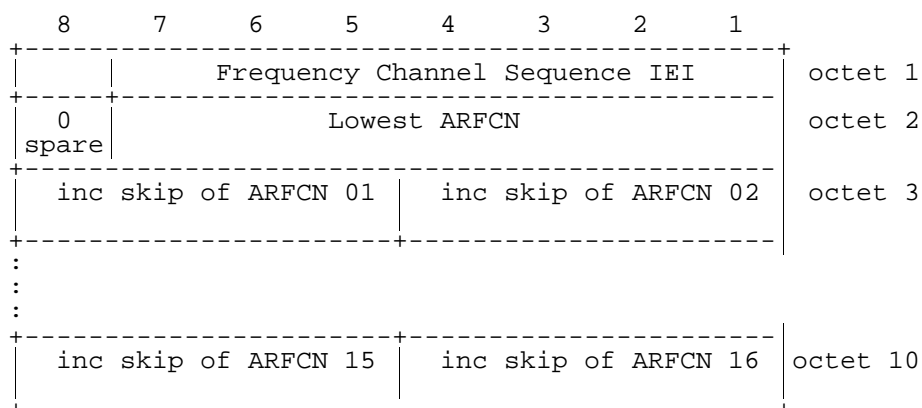 8 7 6 5 4 3 2 1
Frequency Channel Sequence IEI octet 1
0 Lowest ARFCN octet 2
spare
inc skip of ARFCN 01 inc skip of ARFCN 02 octet 3
:
:
:
inc skip of ARFCN 15 inc skip of ARFCN 16 octet 10